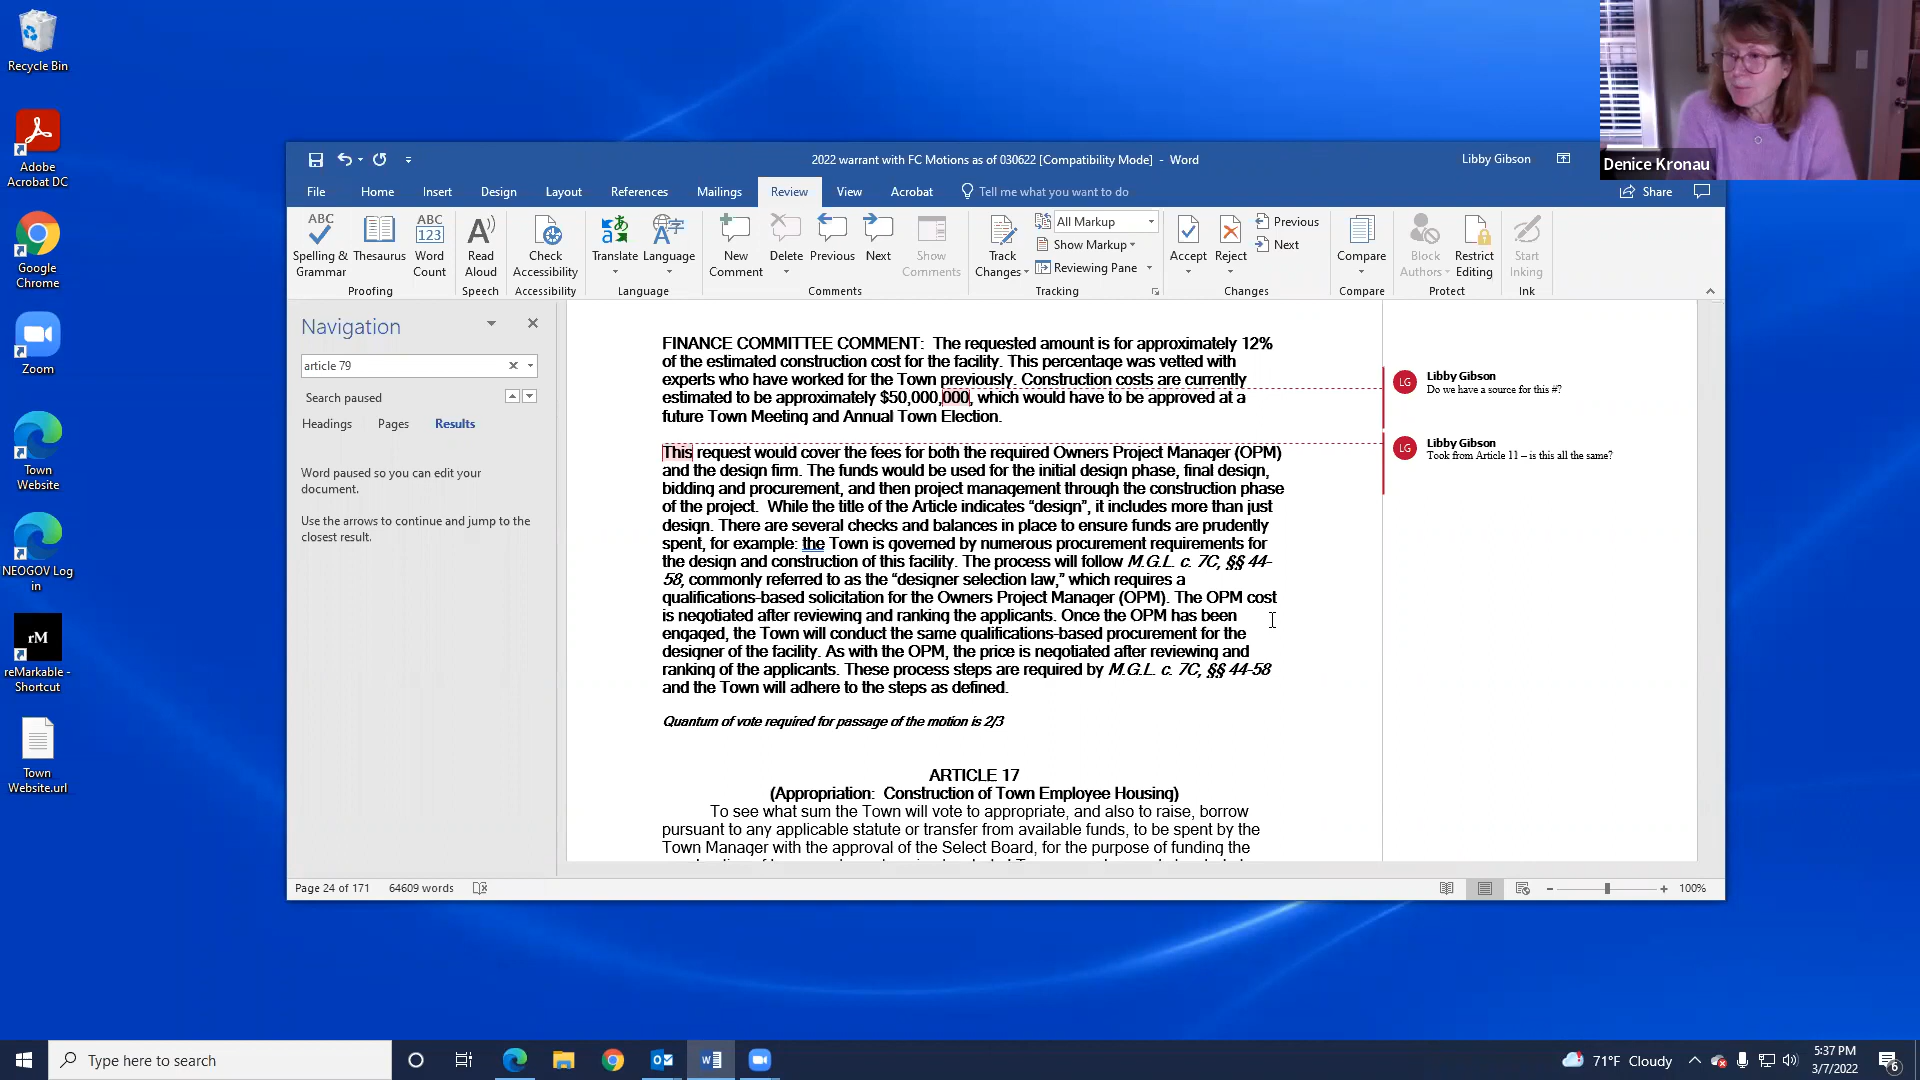 Recycle Bin
Adobe
Acrobat DC
Google
Chrome
Zoom
Town
Website
NEOGOV Log
in
rM
reMarkable -
Shortcut
Town
Website.url
Denice Kronau
2022 warrant with FC Motions as of 030622 [Compatibility Mode] - Word
Libby Gibson
File Home Insert Design Layout References Mailings Review View Acrobat Tell me what you want to do Share
ABC
Spelling &
Grammar
Thesaurus
ABC
123
Word
Count
Proofing
A
Read
Aloud
Speech
Check
Accessibility
Accessibility
Translate
Language
Language
New
Comment
Delete
Previous
Next
Show
Comments
Comments
Track
Changes
All Markup
Show Markup
Reviewing Pane
Tracking
Accept
Reject
Previous
Next
Changes
Compare
Compare
Block
Authors
Restrict
Editing
Protect
Start
Inking
Ink
Navigation
article 79
Search paused
Headings Pages Results
Word paused so you can edit your
document.
Use the arrows to continue and jump to the
closest result.
FINANCE COMMITTEE COMMENT: The requested amount is for approximately 12%
of the estimated construction cost for the facility. This percentage was vetted with
experts who have worked for the Town previously. Construction costs are currently
estimated to be approximately $50,000,000, which would have to be approved at a
future Town Meeting and Annual Town Election.
This request would cover the fees for both the required Owners Project Manager (OPM)
and the design firm. The funds would be used for the initial design phase, final design,
bidding and procurement, and then project management through the construction phase
of the project. While the title of the Article indicates “design”, it includes more than just
design. There are several checks and balances in place to ensure funds are prudently
spent, for example: the Town is governed by numerous procurement requirements for
the design and construction of this facility. The process will follow M.G.L. c. 7C, §§ 44-
58, commonly referred to as the “designer selection law,” which requires a
qualifications-based solicitation for the Owners Project Manager (OPM). The OPM cost
is negotiated after reviewing and ranking the applicants. Once the OPM has been
engaged, the Town will conduct the same qualifications-based procurement for the
designer of the facility. As with the OPM, the price is negotiated after reviewing and
ranking of the applicants. These process steps are required by M.G.L. c. 7C, §§ 44-58
and the Town will adhere to the steps as defined.
Quantum of vote required for passage of the motion is 2/3
ARTICLE 17
(Appropriation: Construction of Town Employee Housing)
To see what sum the Town will vote to appropriate, and also to raise, borrow
pursuant to any applicable statute or transfer from available funds, to be spent by the
Town Manager with the approval of the Select Board, for the purpose of funding the
LG
Libby Gibson
Do we have a source for this #?
LG
Libby Gibson
Took from Article 11 – is this all the same?
Page 24 of 171 64609 words
100%
Type here to search
71°F Cloudy
5:37 PM
3/7/2022
6